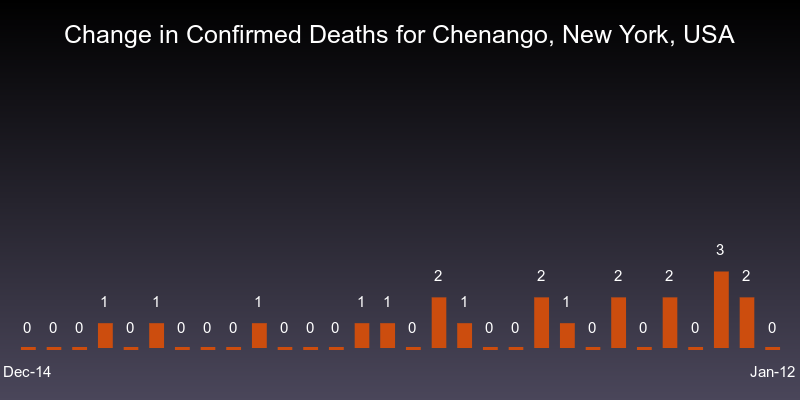 Change in Confirmed Deaths for Chenango, New York, USA
3
2 2 2 2 2
1 1 1 1 1 1 1
0 0 0 0 0 0 0 0 0 0 0 0 0 0 0 0 0
Dec-14 Jan-12